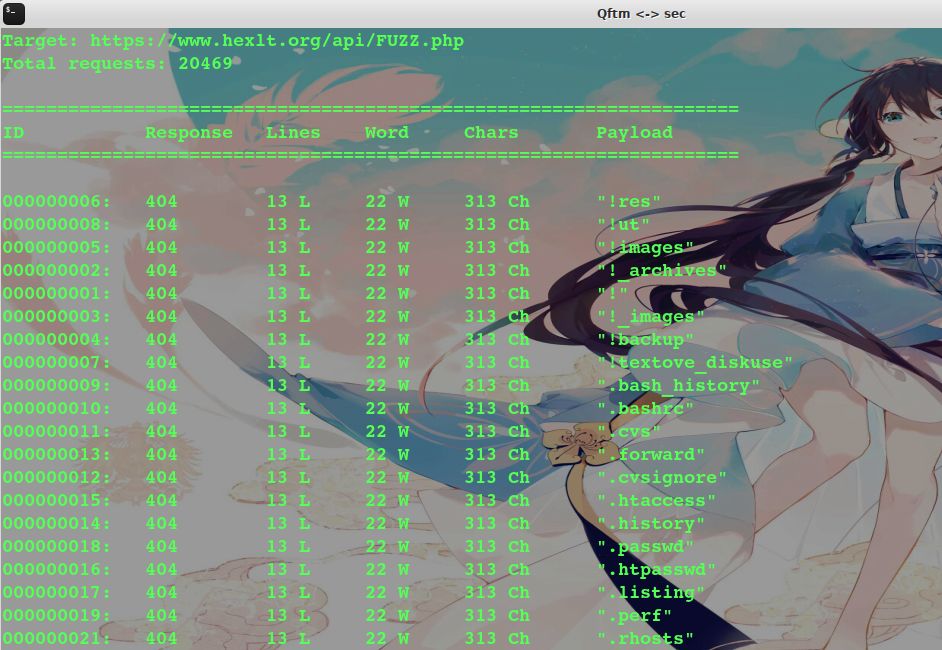 Qftm <-> sec
Target: https://www.hexlt.org/api/FUZZ.php
Total requests: 20469
===================================================================
ID Response Lines Word Chars Payload
===================================================================
000000006: 404 13 L 22 W 313 Ch "!res"
000000008: 404 13 L 22 W 313 Ch "!ut"
000000005: 404 13 L 22 W 313 Ch "!images"
000000002: 404 13 L 22 W 313 Ch "!_archives"
000000001: 404 13 L 22 W 313 Ch "!"
000000003: 404 13 L 22 W 313 Ch "!_images"
000000004: 404 13 L 22 W 313 Ch "!backup"
000000007: 404 13 L 22 W 313 Ch "!textove_diskuse"
000000009: 404 13 L 22 W 313 Ch ".bash_history"
000000010: 404 13 L 22 W 313 Ch ".bashrc"
000000011: 404 13 L 22 W 313 Ch ".cvs"
000000013: 404 13 L 22 W 313 Ch ".forward"
000000012: 404 13 L 22 W 313 Ch ".cvsignore"
000000015: 404 13 L 22 W 313 Ch ".htaccess"
000000014: 404 13 L 22 W 313 Ch ".history"
000000018: 404 13 L 22 W 313 Ch ".passwd"
000000016: 404 13 L 22 W 313 Ch ".htpasswd"
000000017: 404 13 L 22 W 313 Ch ".listing"
000000019: 404 13 L 22 W 313 Ch ".perf"
000000021: 404 13 L 22 W 313 Ch ".rhosts"